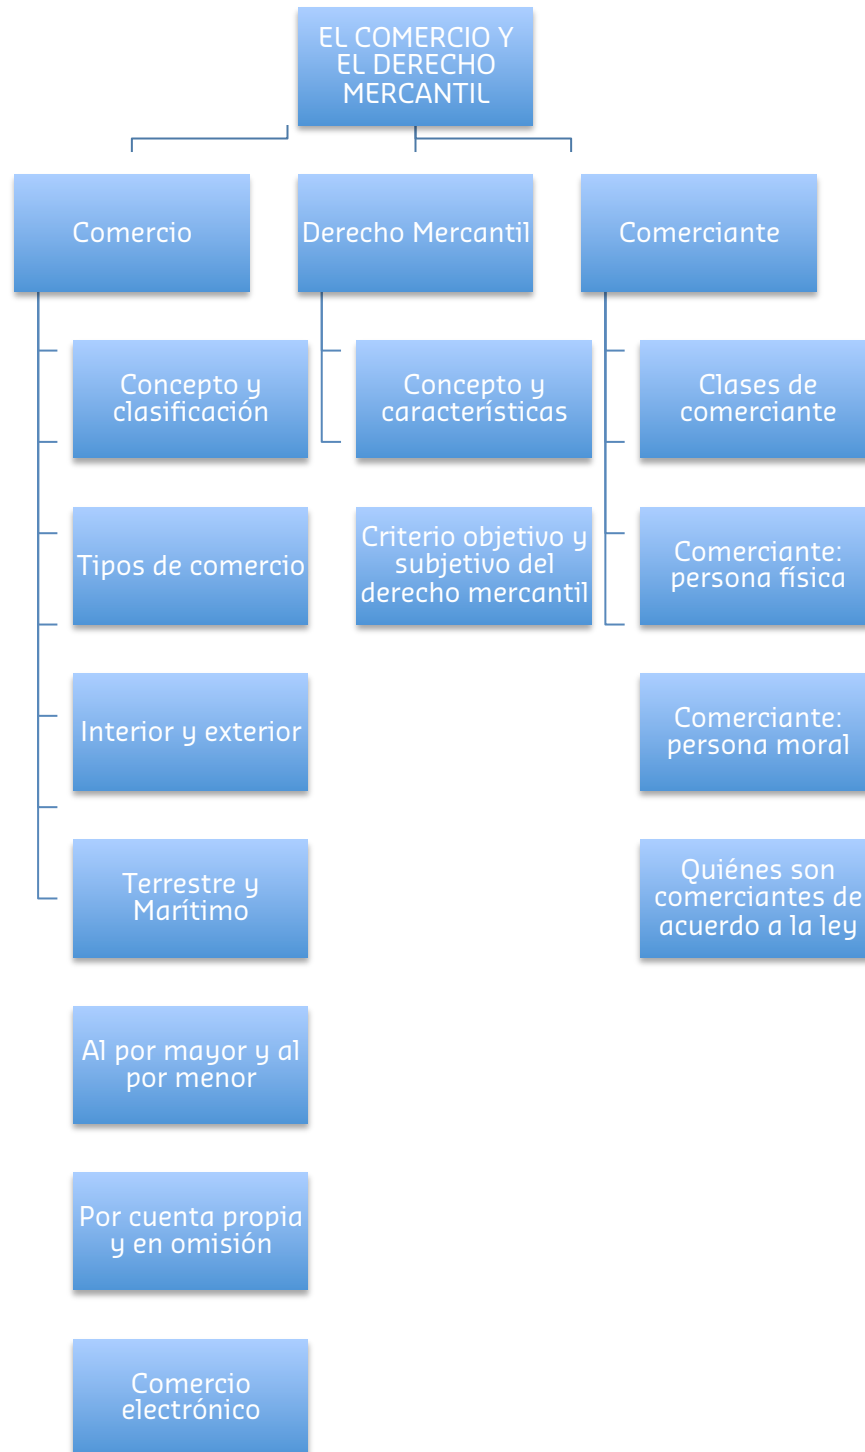 EL COMERCIO Y
EL DERECHO
MERCANTIL
Comercio
Derecho Mercantil
Comerciante
Concepto y
clasificación
Tipos de comercio
Interior y exterior
Terrestre y
Marítimo
Al por mayor y al
por menor
Por cuenta propia
y en omisión
Comercio
electrónico
Concepto y
características
Criterio objetivo y
subjetivo del
derecho mercantil
Clases de
comerciante
Comerciante:
persona física
Comerciante:
persona moral
Quiénes son
comerciantes de
acuerdo a la ley